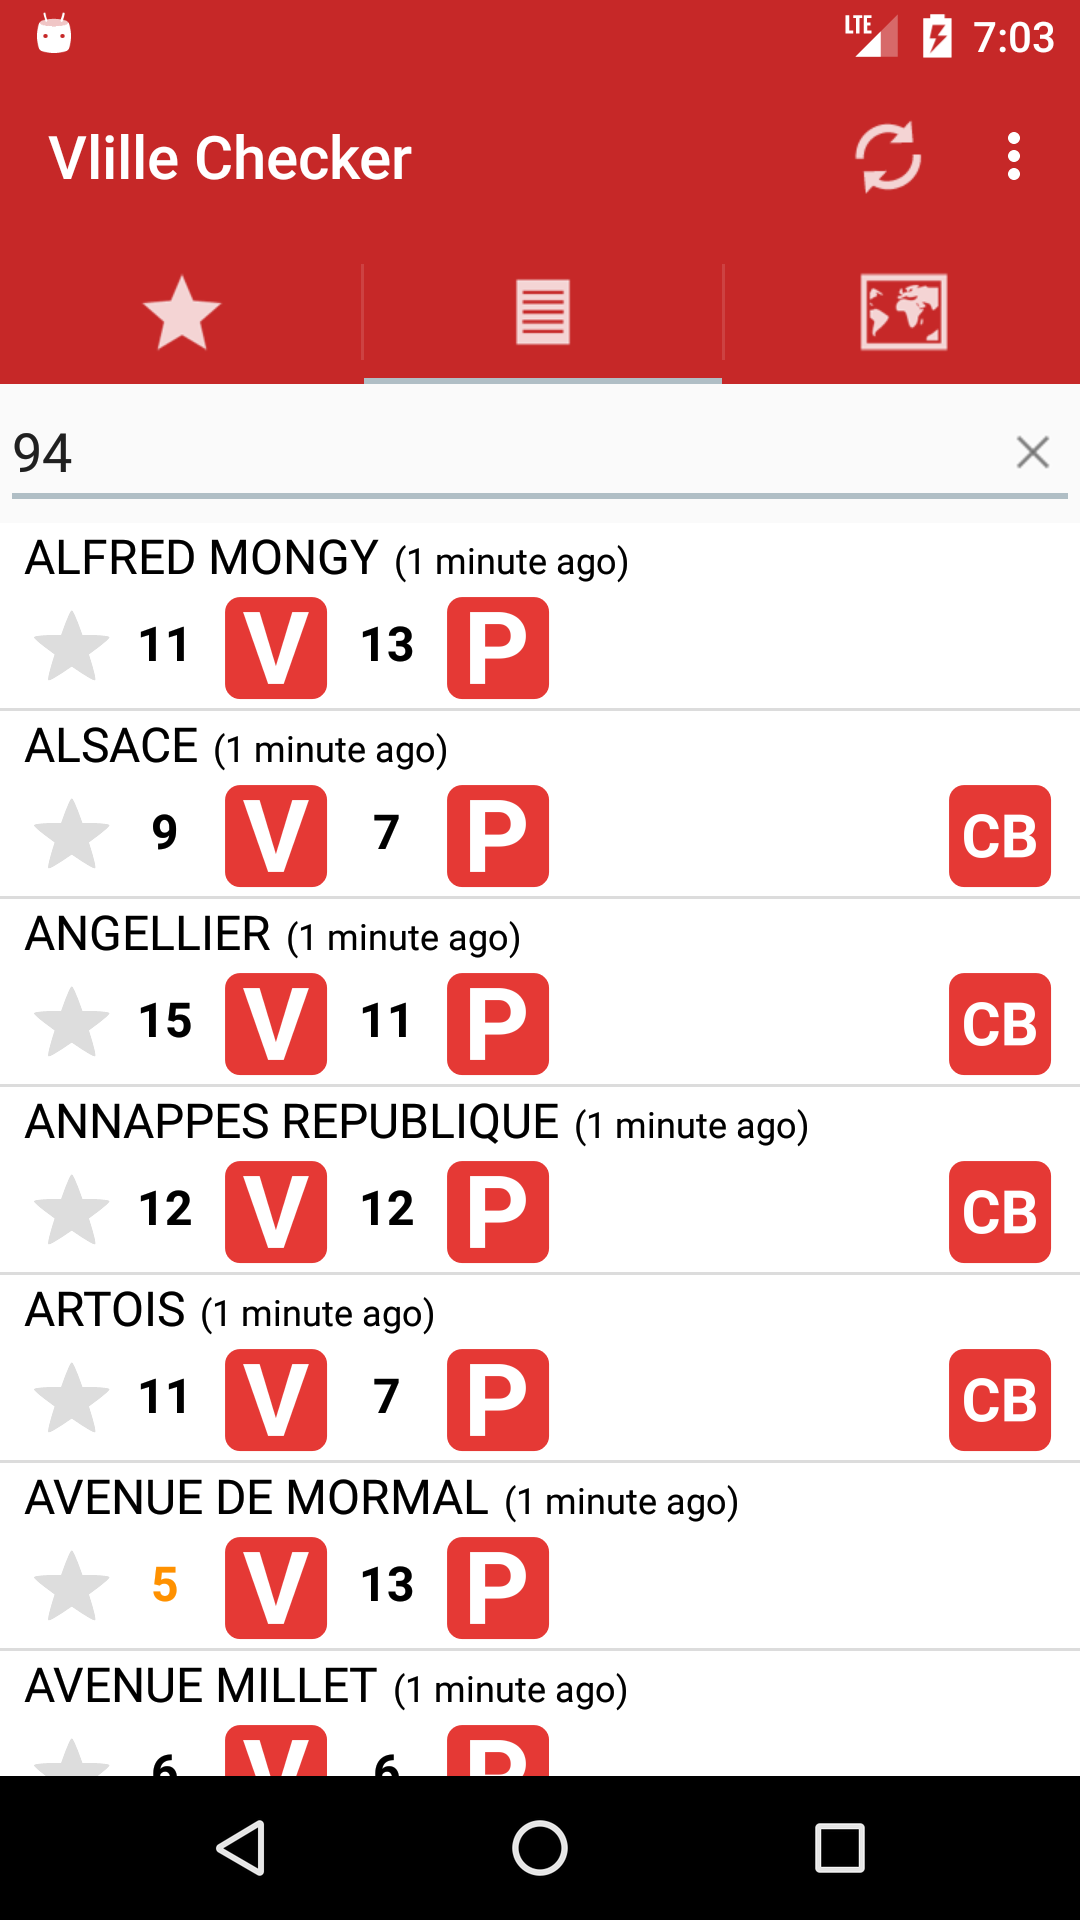 LTE 7:03
Vlille Checker
94
ALFRED MONGY (1 minute ago)
11 V 13 P
ALSACE (1 minute ago)
9 V 7 P CB
ANGELLIER (1 minute ago)
15 V 11 P CB
ANNAPPES REPUBLIQUE (1 minute ago)
12 V 12 P CB
ARTOIS (1 minute ago)
11 V 7 P CB
AVENUE DE MORMAL (1 minute ago)
5 V 13 P
AVENUE MILLET (1 minute ago)
6 V 6 P